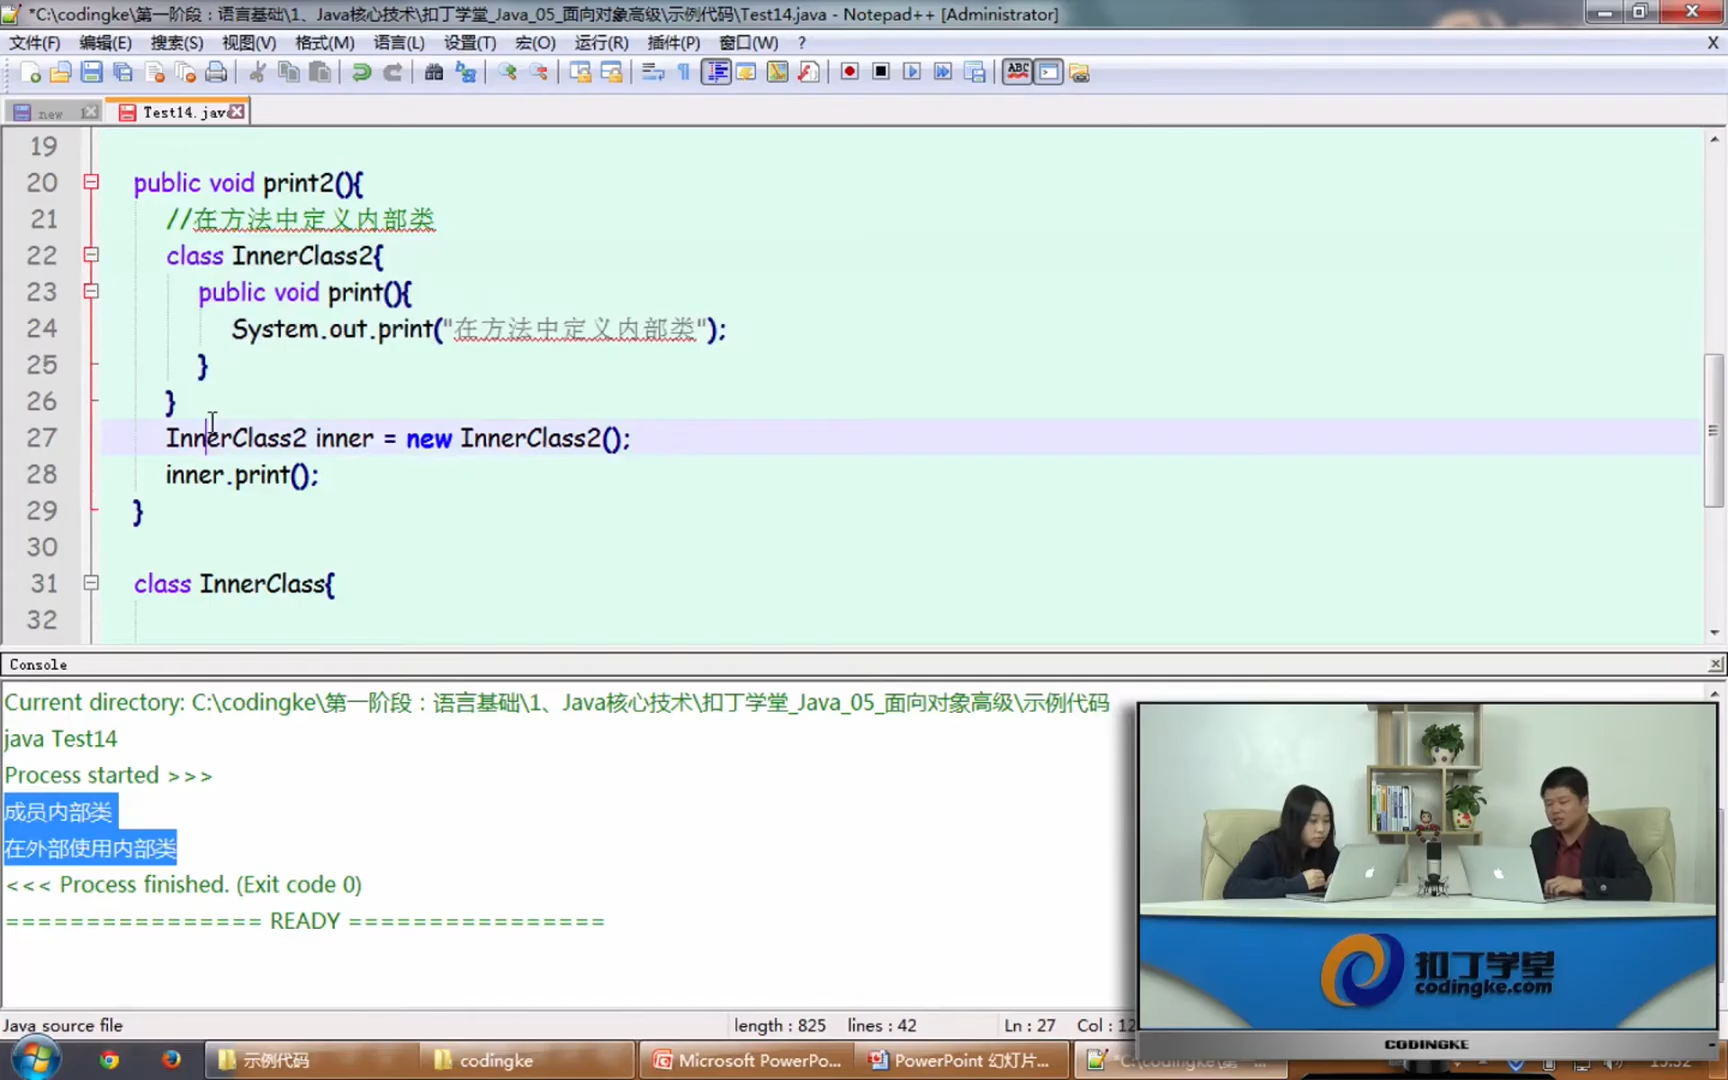 *C:\codingke\第一阶段：语言基础\1、Java核心技术\扣丁学堂_Java_05_面向对象高级\示例代码\Test14.java - Notepad++ [Administrator]
文件(F) 编辑(E) 搜索(S) 视图(V) 格式(M) 语言(L) 设置(T) 宏(O) 运行(R) 插件(P) 窗口(W) ? X
ABC
new 1 Test14.java
19
20 public void print2(){
21 //在方法中定义内部类
22 class InnerClass2{
23 public void print(){
24 System.out.print("在方法中定义内部类");
25 }
26 }
27 InnerClass2 inner = new InnerClass2();
28 inner.print();
29 }
30
31 class InnerClass{
32
Console
Current directory: C:\codingke\第一阶段：语言基础\1、Java核心技术\扣丁学堂_Java_05_面向对象高级\示例代码
java Test14
Process started >>>
成员内部类
在外部使用内部类
<<< Process finished. (Exit code 0)
================ READY ================
扣丁学堂
codingke.com
CODINGKE
Java source file length : 825 lines : 42 Ln : 27 Col : 12
示例代码 codingke Microsoft PowerPo... PowerPoint 幻灯片... *C:\codingke\第一...